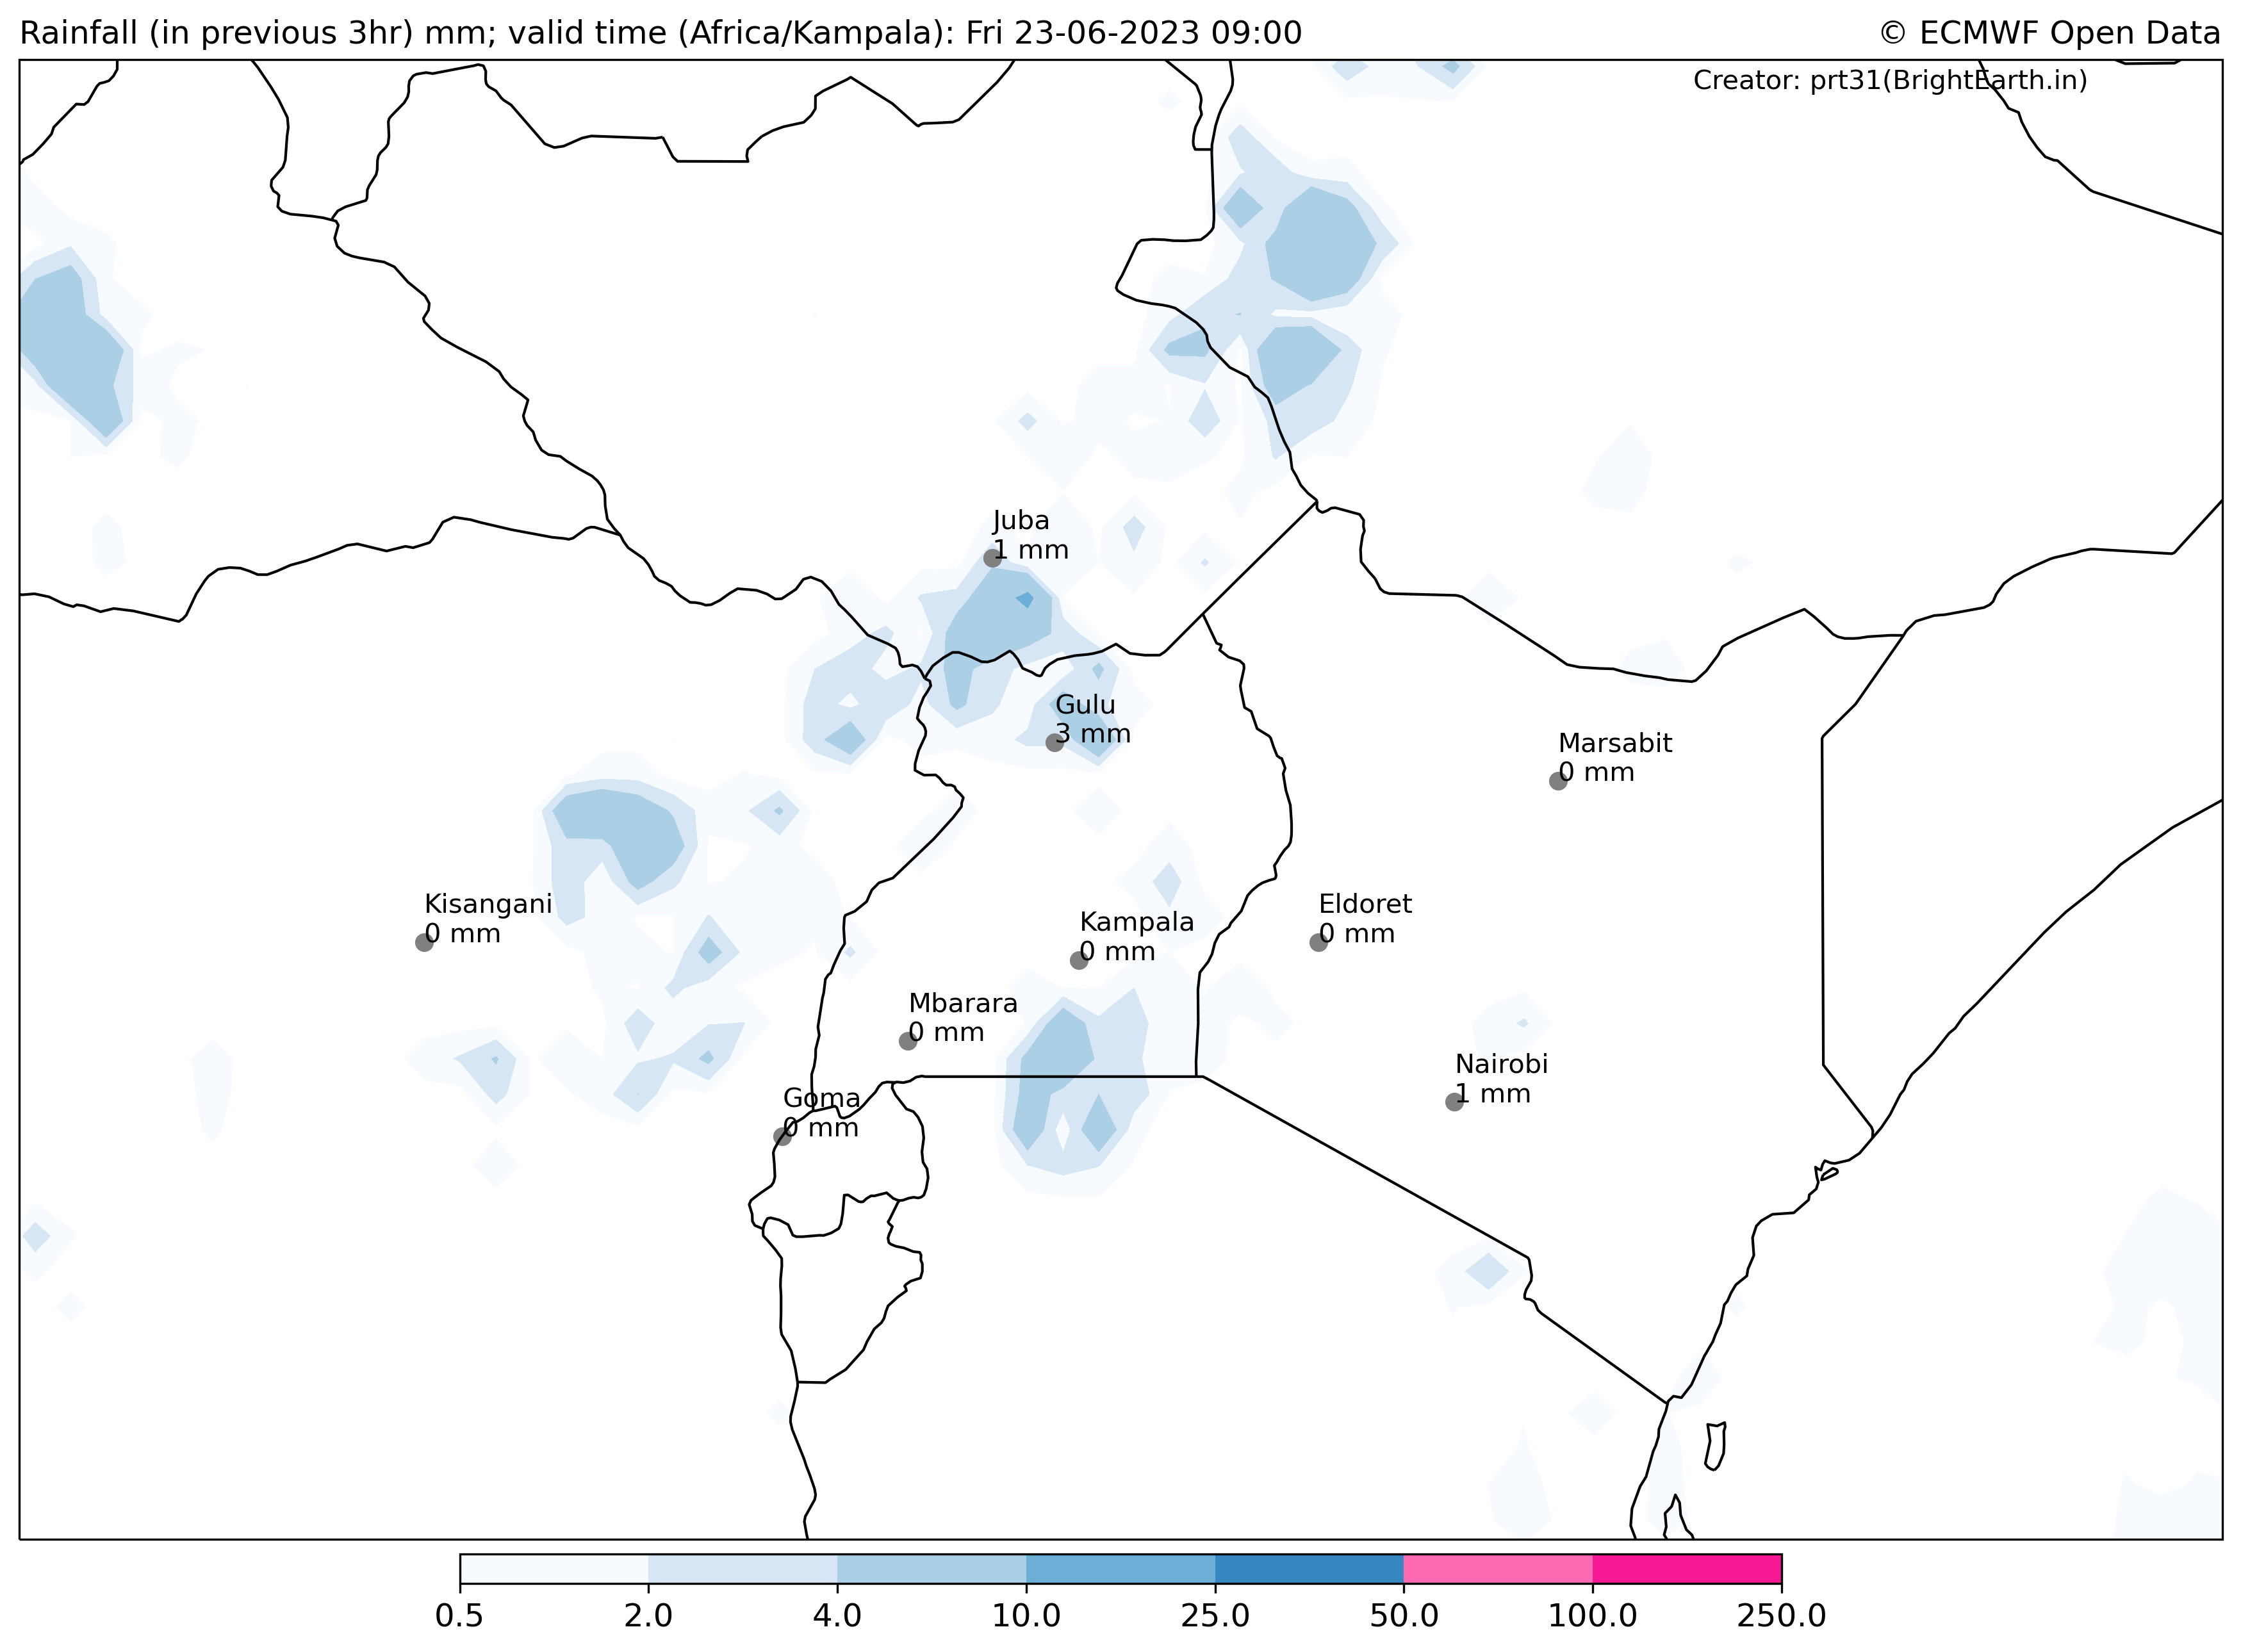 Rainfall (in previous 3hr) mm; valid time (Africa/Kampala): Fri 23-06-2023 09:00
© ECMWF Open Data
Creator: prt31(BrightEarth.in)
Juba
1 mm
Gulu
3 mm
Marsabit
0 mm
Kisangani
0 mm
Eldoret
0 mm
Kampala
0 mm
Mbarara
0 mm
Nairobi
1 mm
Goma
0 mm
0.5 2.0 4.0 10.0 25.0 50.0 100.0 250.0